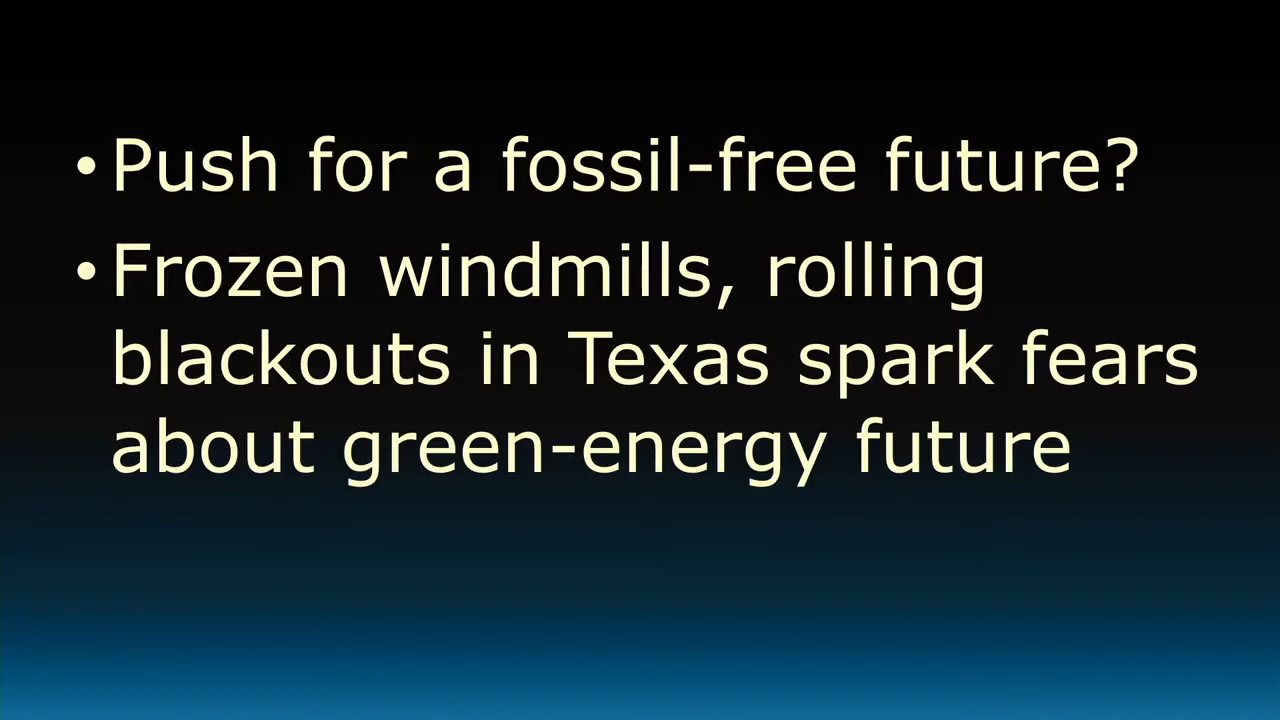 • Push for a fossil-free future?
• Frozen windmills, rolling
blackouts in Texas spark fears
about green-energy future